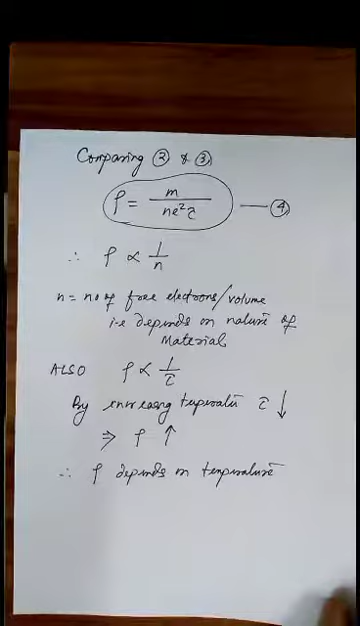 Comparing ② & ③
ρ = m / ne²τ — ④
∴ ρ ∝ 1/n
n = no of free electrons/volume
i.e depends on nature of
Material
ALSO ρ ∝ 1/τ
By increasing temperature τ ↓
⇒ ρ ↑
∴ ρ depends on temperature